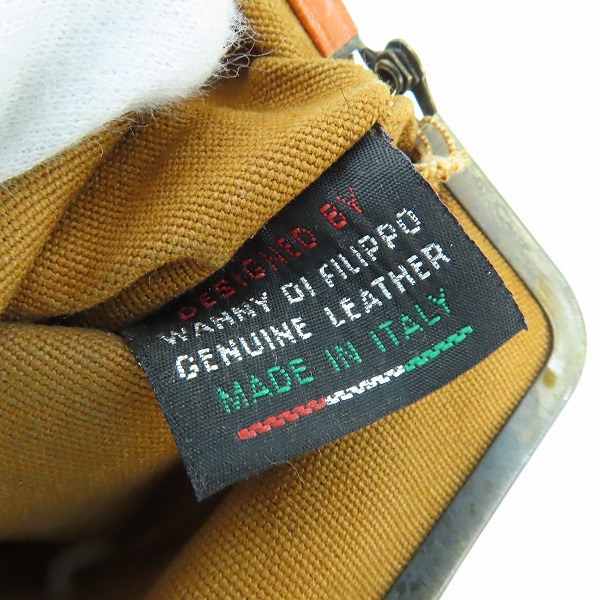 DESIGNED BY
WANNY DI FILIPPO
GENUINE LEATHER
MADE IN ITALY